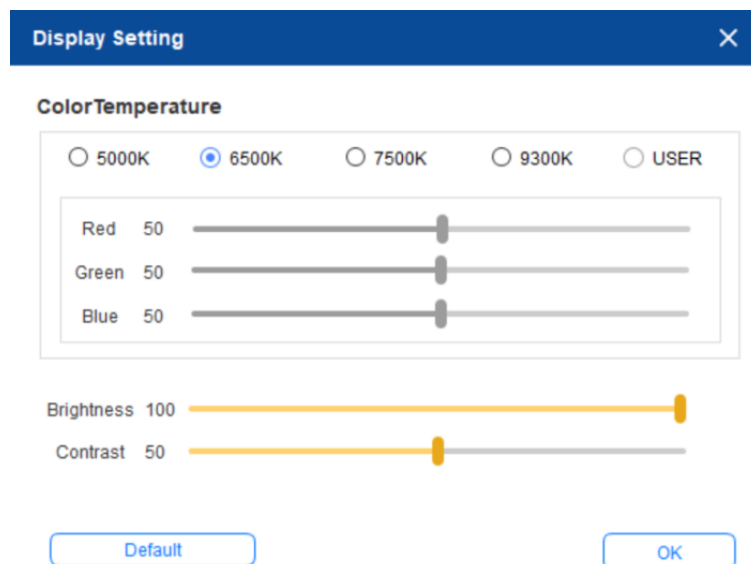 Display Setting
ColorTemperature
5000K 6500K 7500K 9300K USER
Red 50
Green 50
Blue 50
Brightness 100
Contrast 50
Default OK